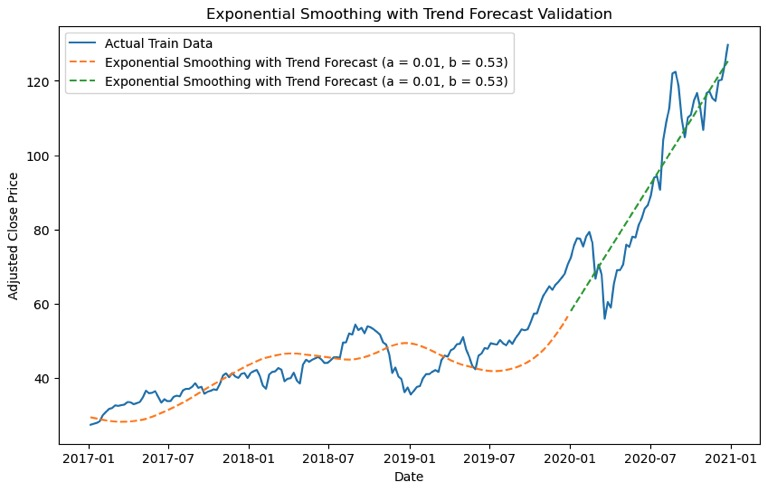 Exponential Smoothing with Trend Forecast Validation
Actual Train Data
Exponential Smoothing with Trend Forecast (a = 0.01, b = 0.53)
Exponential Smoothing with Trend Forecast (a = 0.01, b = 0.53)
Adjusted Close Price
120
100
80
60
40
2017-01 2017-07 2018-01 2018-07 2019-01 2019-07 2020-01 2020-07 2021-01
Date